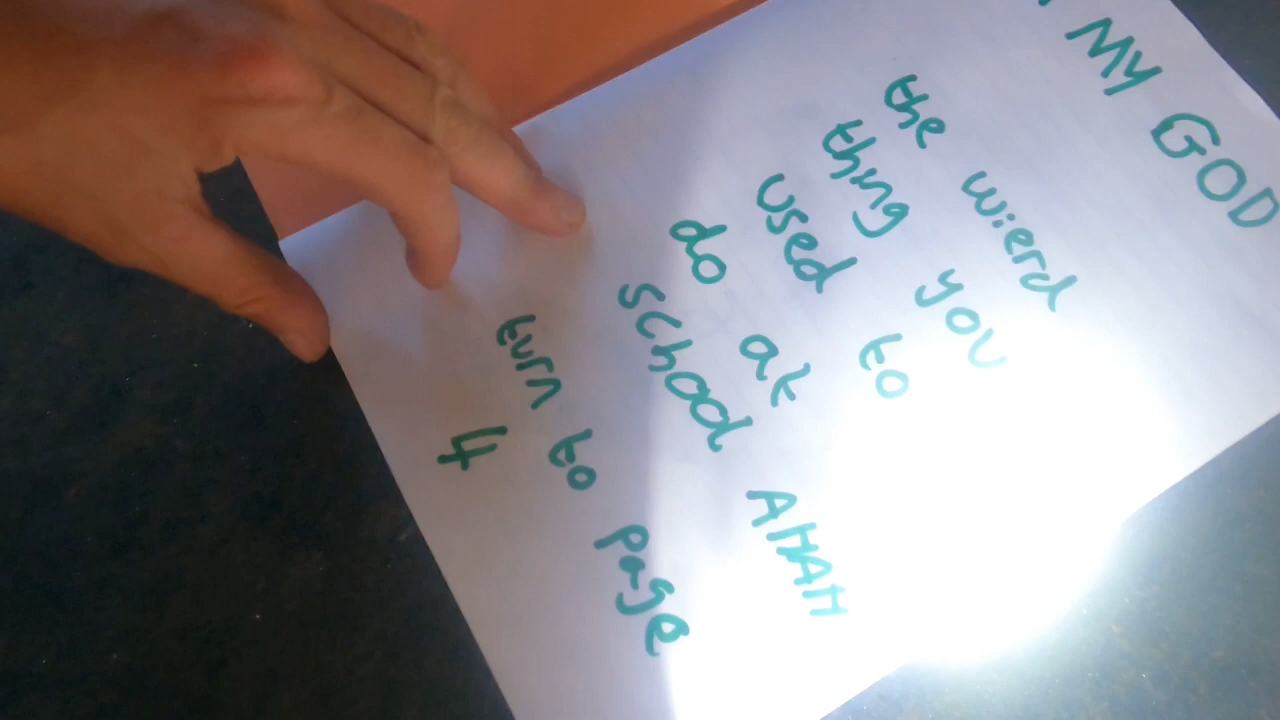 MY GOD
the wierd
thing you
used to
do at
school AHAH
turn to page
4